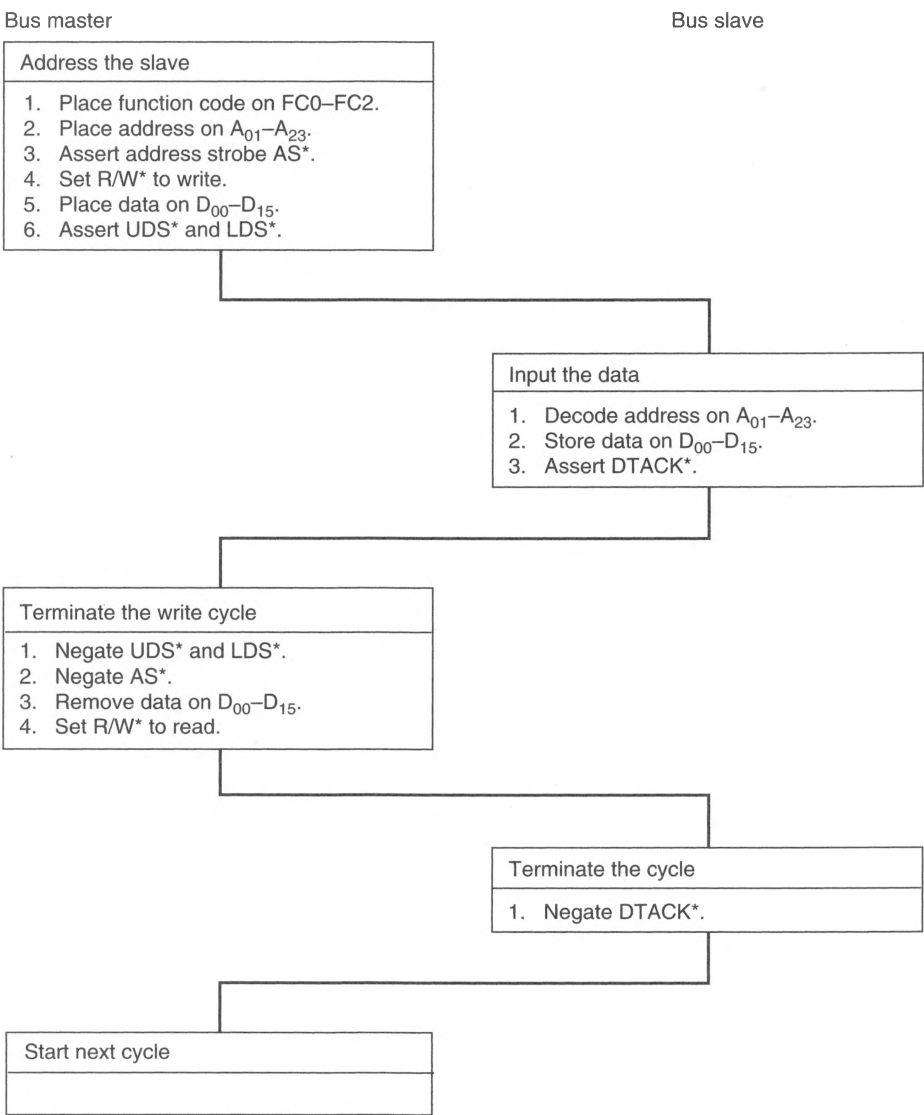 Bus master
Bus slave
Address the slave
1. Place function code on FC0–FC2.
2. Place address on A₀₁–A₂₃.
3. Assert address strobe AS*.
4. Set R/W* to write.
5. Place data on D₀₀–D₁₅.
6. Assert UDS* and LDS*.
Input the data
1. Decode address on A₀₁–A₂₃.
2. Store data on D₀₀–D₁₅.
3. Assert DTACK*.
Terminate the write cycle
1. Negate UDS* and LDS*.
2. Negate AS*.
3. Remove data on D₀₀–D₁₅.
4. Set R/W* to read.
Terminate the cycle
1. Negate DTACK*.
Start next cycle